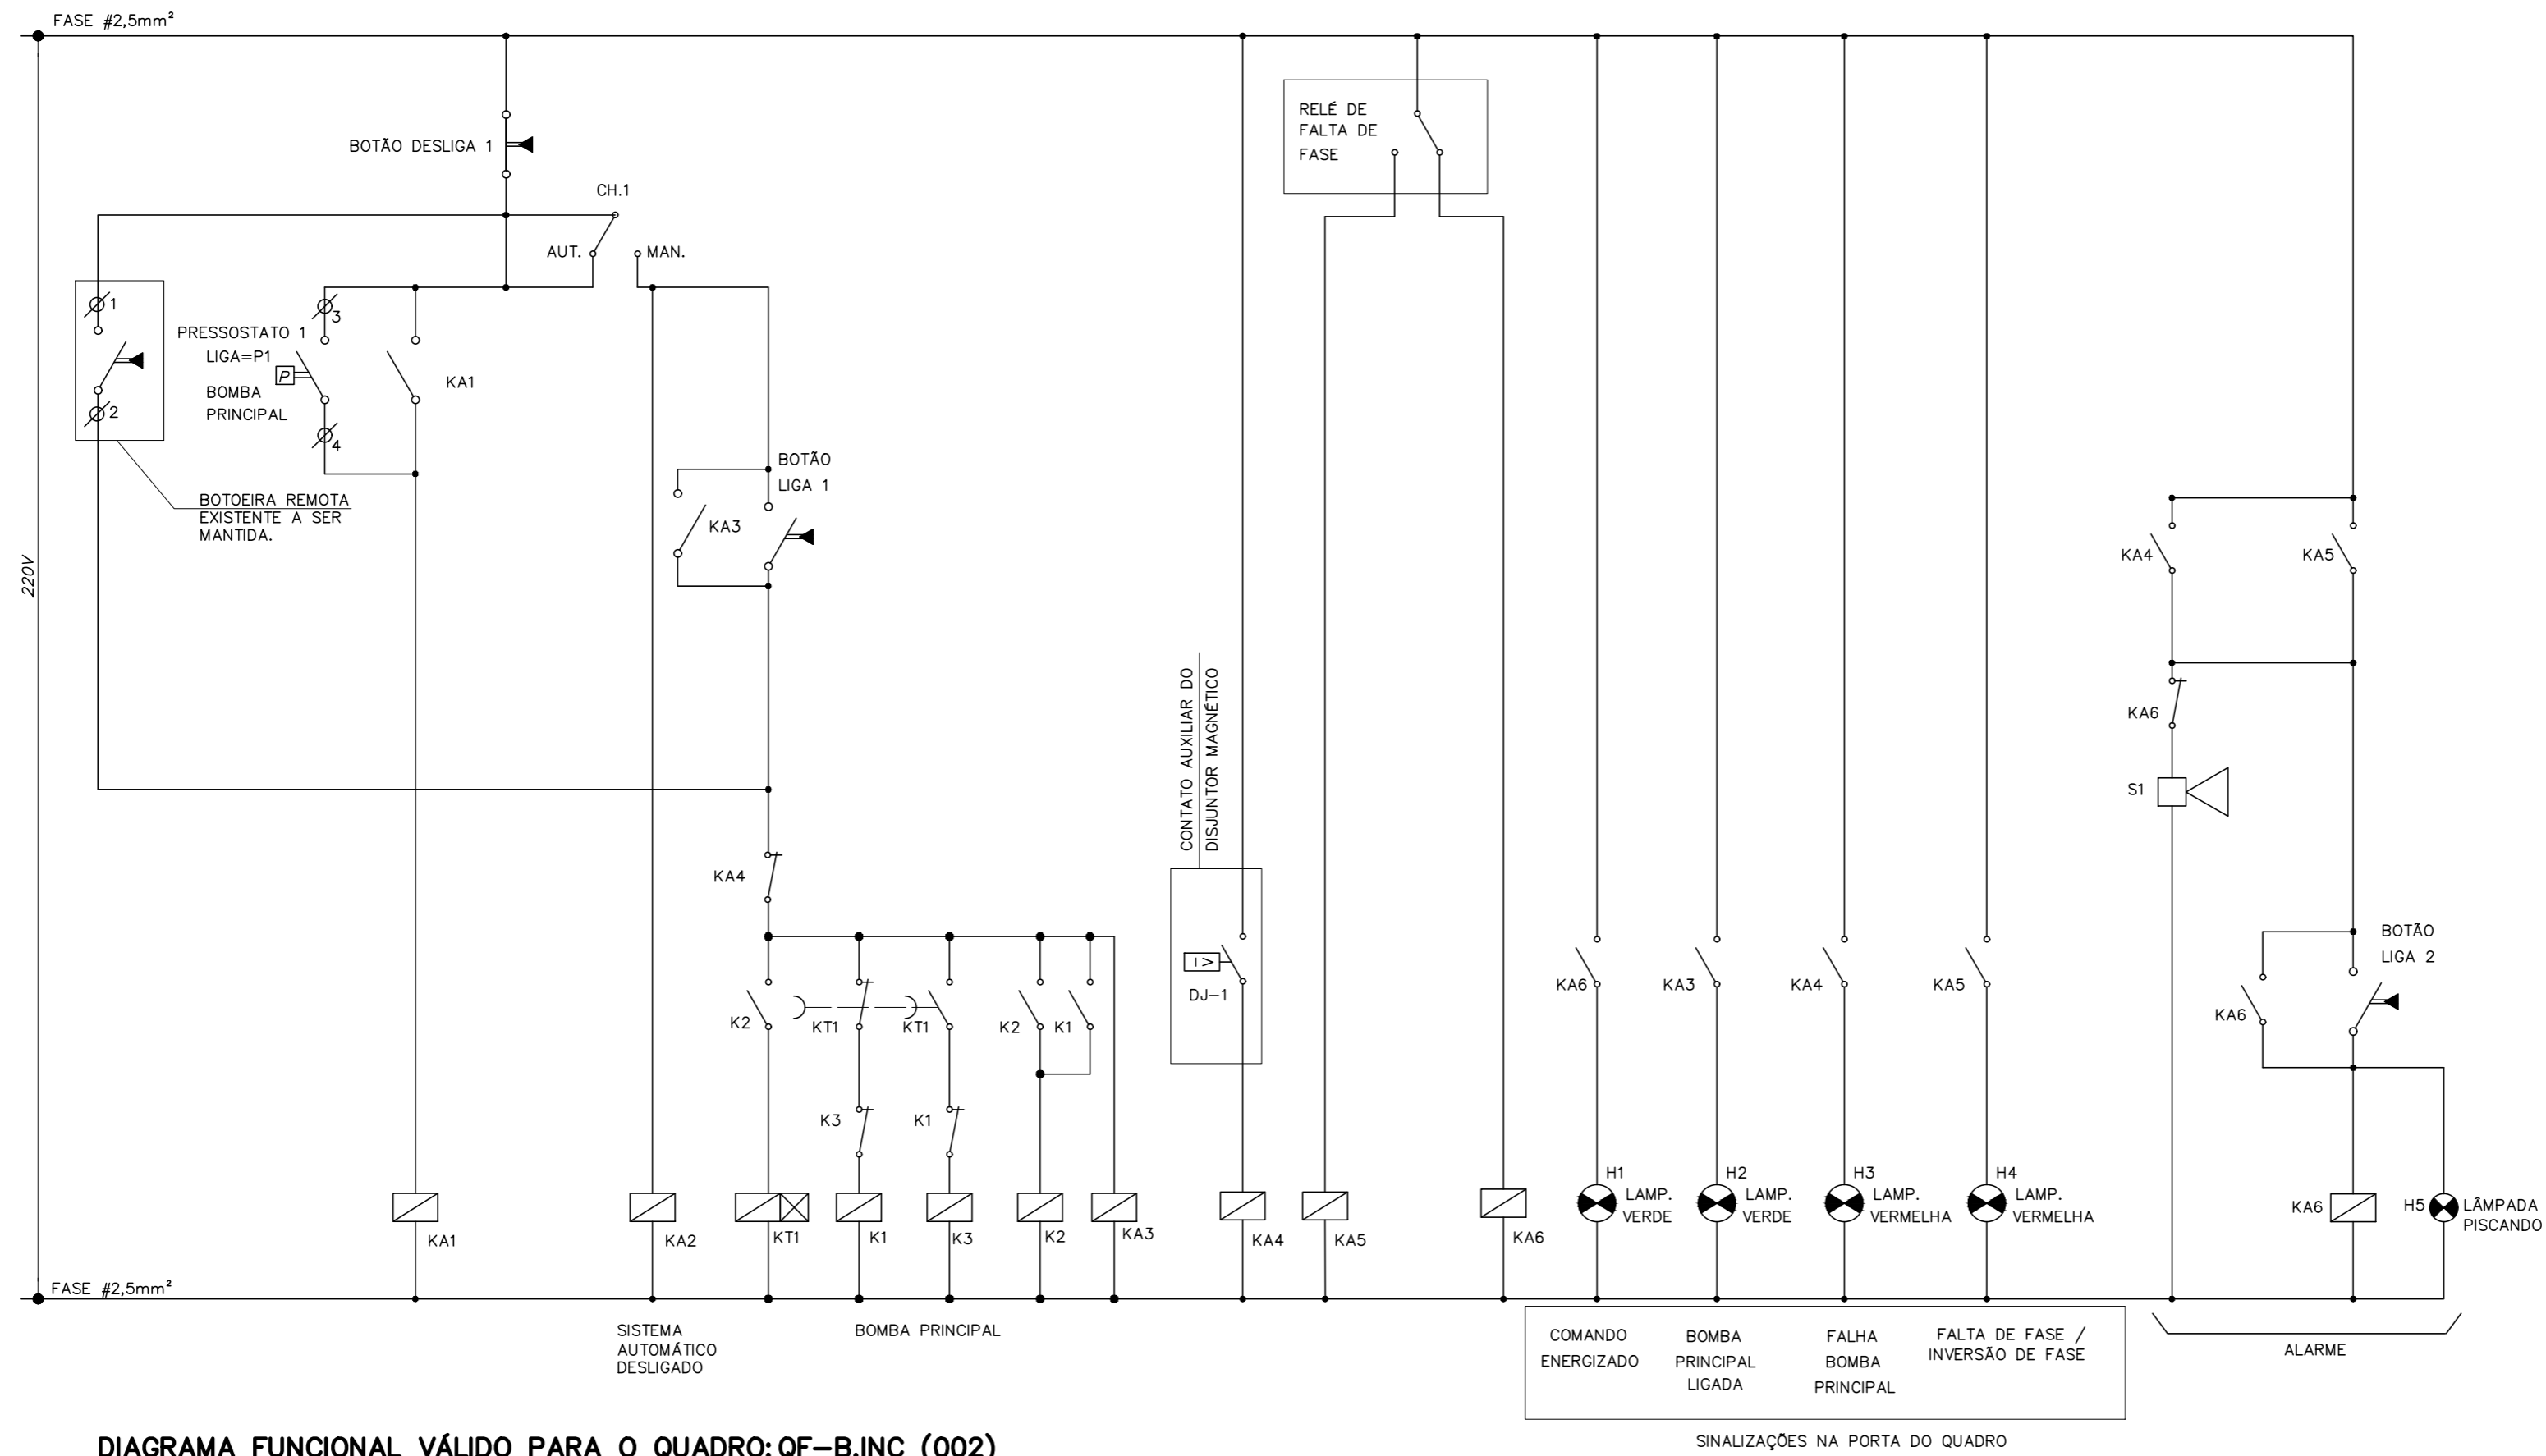 FASE #2,5mm²
BOTÃO DESLIGA 1
CH.1
AUT.
MAN.
1
2
3
PRESSOSTATO 1
LIGA=P1
P
BOMBA
PRINCIPAL
4
KA1
BOTOEIRA REMOTA
EXISTENTE A SER
MANTIDA.
220V
BOTÃO
LIGA 1
KA3
KA4
K2
KT1
KT1
K2
K1
K3
K1
KA1
KA2
KT1
K1
K3
K2
KA3
CONTATO AUXILIAR DO
DISJUNTOR MAGNÉTICO
I >
DJ-1
KA4
RELÉ DE
FALTA DE
FASE
KA5
KA6
KA6
KA3
KA4
KA5
H1
LAMP.
VERDE
H2
LAMP.
VERDE
H3
LAMP.
VERMELHA
H4
LAMP.
VERMELHA
KA4
KA5
KA6
S1
BOTÃO
LIGA 2
KA6
KA6
H5
LÂMPADA
PISCANDO
FASE #2,5mm²
SISTEMA
AUTOMÁTICO
DESLIGADO
BOMBA PRINCIPAL
COMANDO
ENERGIZADO
BOMBA
PRINCIPAL
LIGADA
FALHA
BOMBA
PRINCIPAL
FALTA DE FASE /
INVERSÃO DE FASE
ALARME
SINALIZAÇÕES NA PORTA DO QUADRO
DIAGRAMA FUNCIONAL VÁLIDO PARA O QUADRO: QF-B.INC (002)